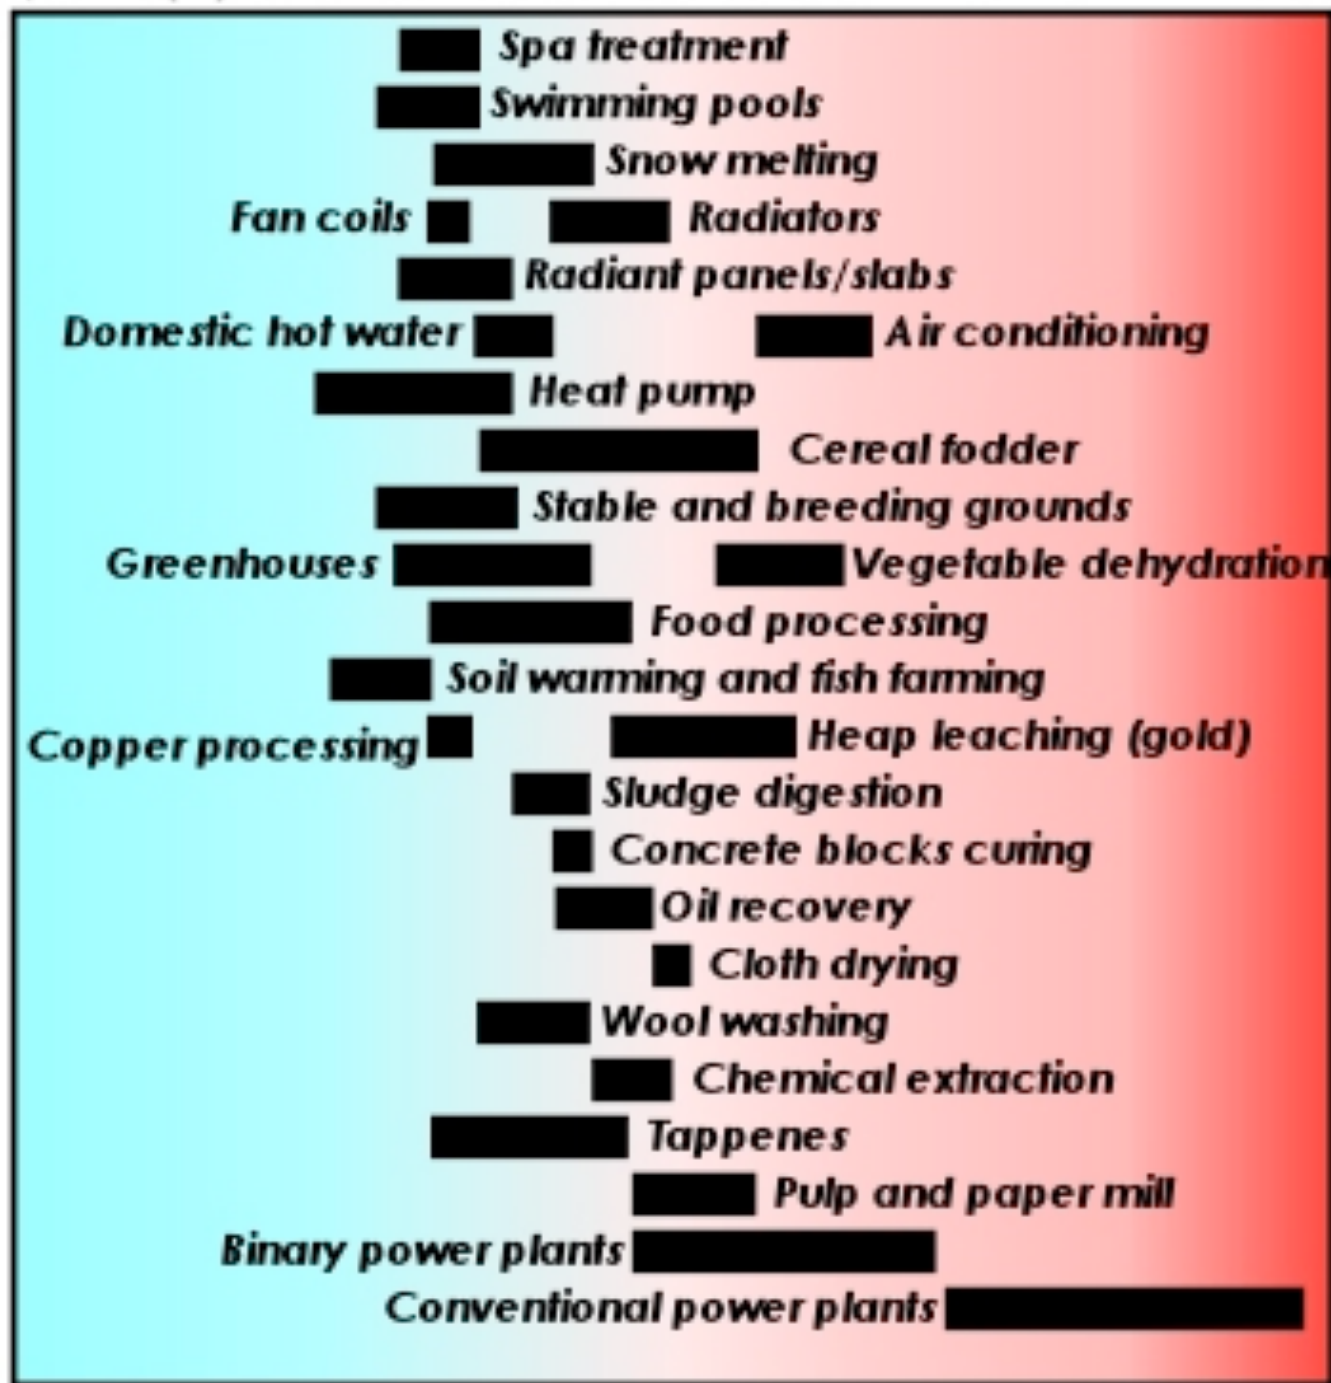 Spa treatment
Swimming pools
Snow melting
Fan coils Radiators
Radiant panels/slabs
Domestic hot water Air conditioning
Heat pump
Cereal fodder
Stable and breeding grounds
Greenhouses Vegetable dehydration
Food processing
Soil warming and fish farming
Copper processing Heap leaching (gold)
Sludge digestion
Concrete blocks curing
Oil recovery
Cloth drying
Wool washing
Chemical extraction
Tappenes
Pulp and paper mill
Binary power plants
Conventional power plants